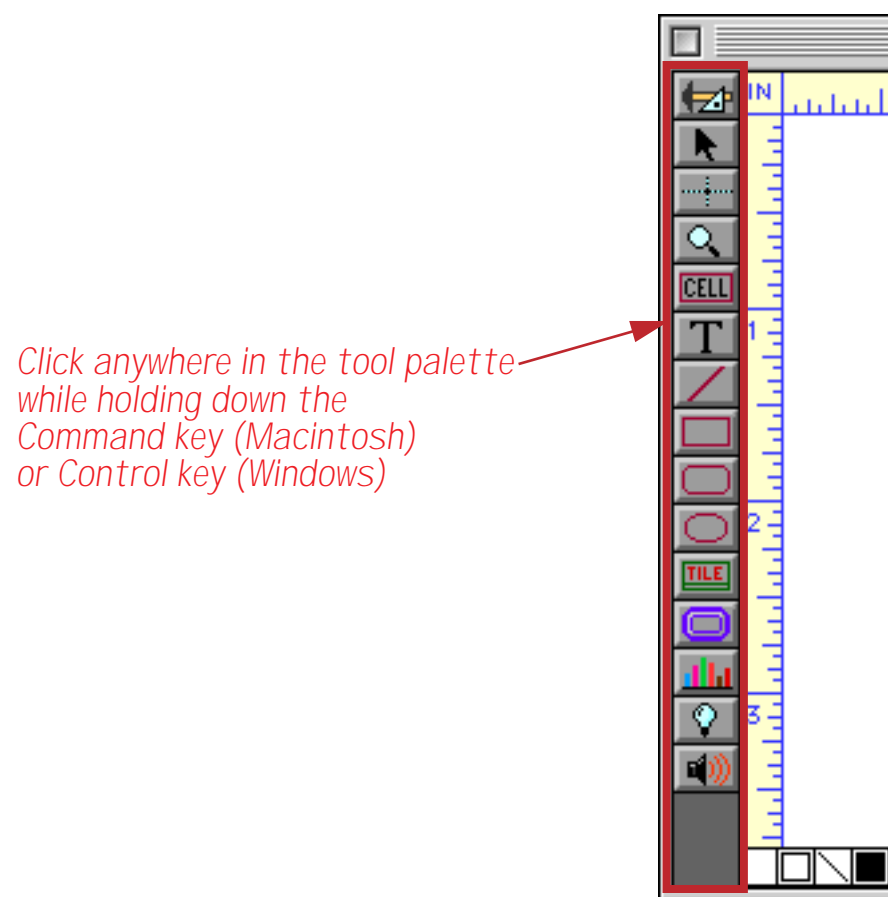 IN
CELL
T
1
Click anywhere in the tool palette
while holding down the
Command key (Macintosh)
or Control key (Windows)
2
TILE
3